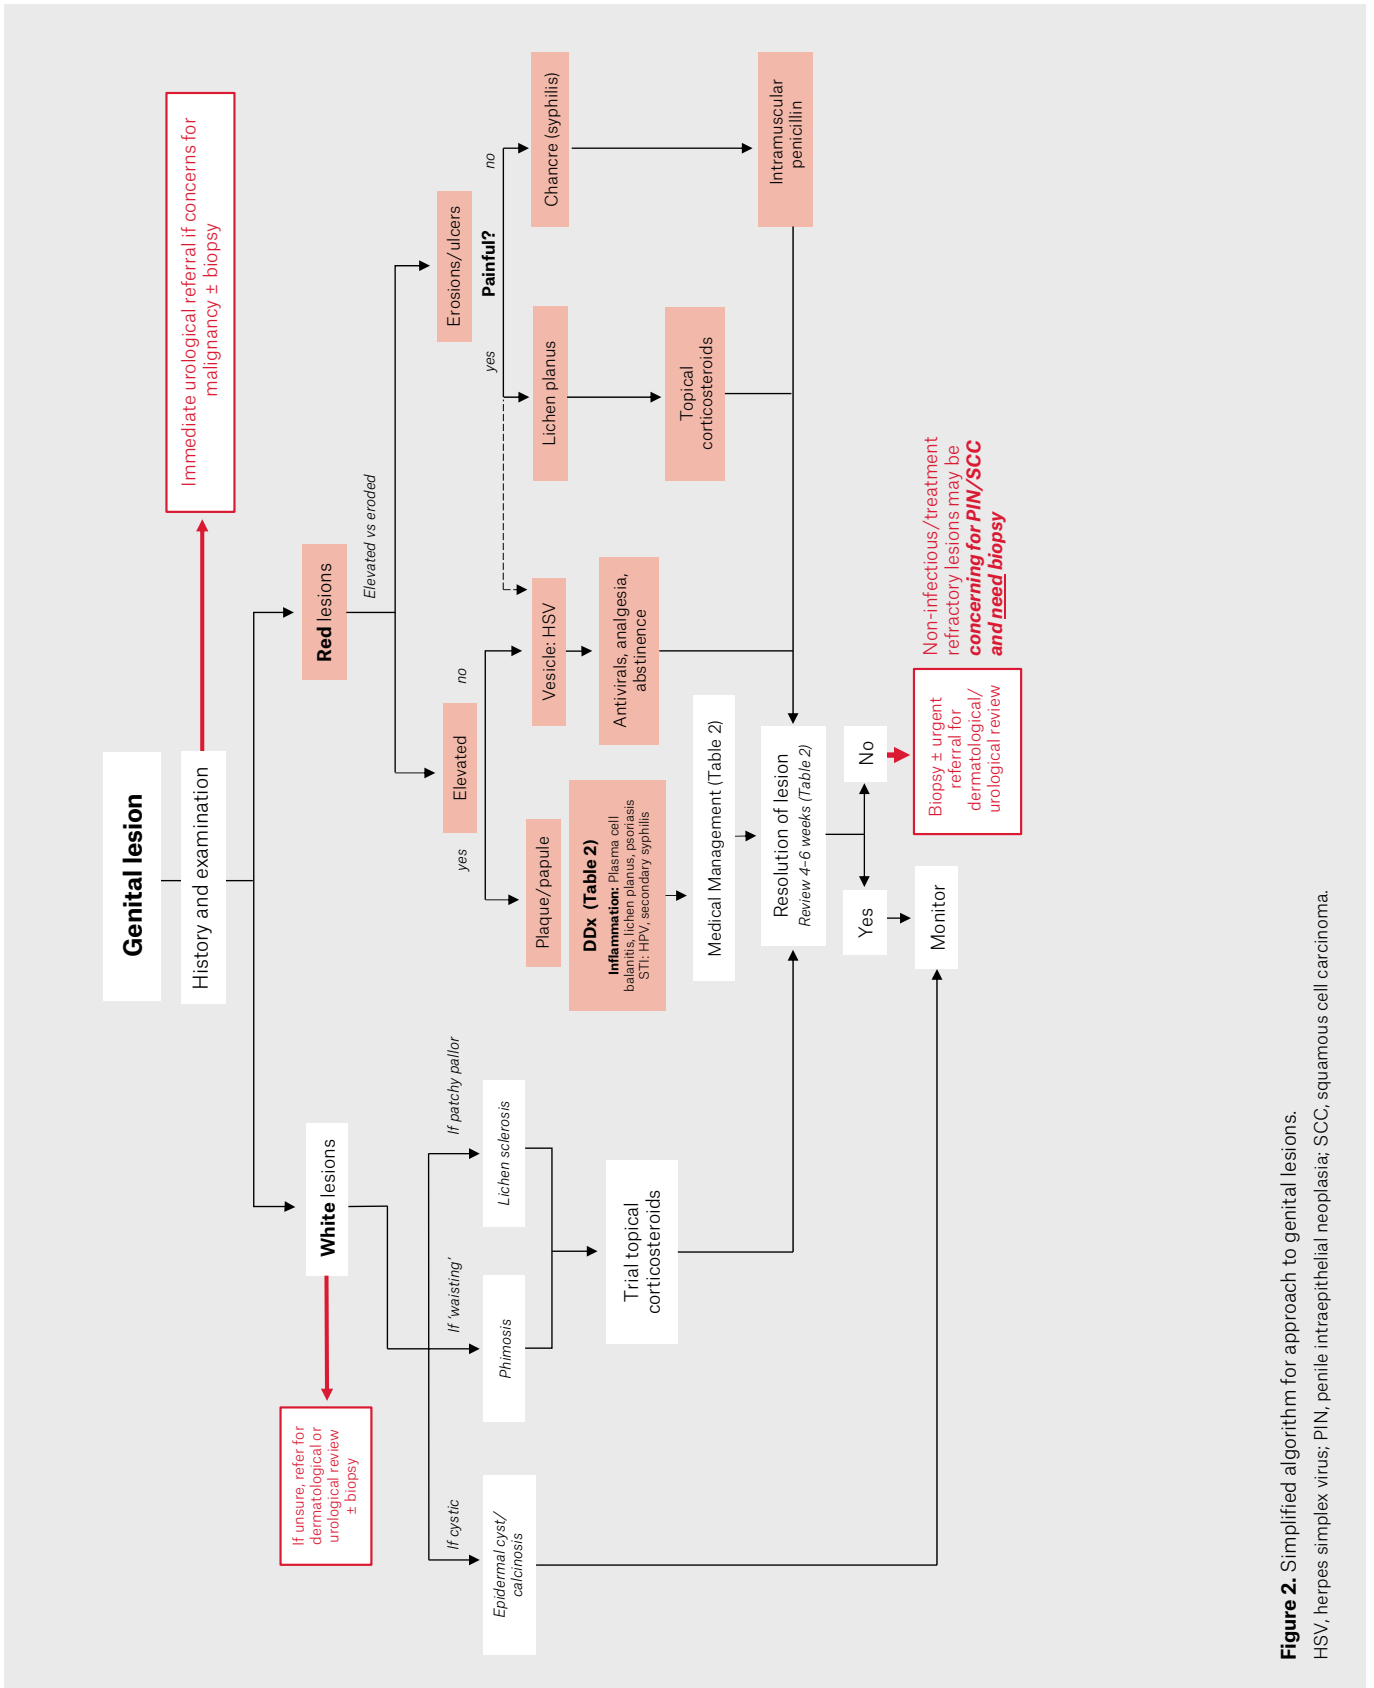 Genital lesion
History and examination
Immediate urological referral if concerns for
malignancy ± biopsy
White lesions
If unsure, refer for
dermatological or
urological review
± biopsy
If cystic
If ‘waisting’
If patchy pallor
Epidermal cyst/
calcinosis
Phimosis
Lichen sclerosis
Trial topical
corticosteroids
Red lesions
Elevated vs eroded
Elevated
yes
no
Plaque/papule
DDx (Table 2)
Inflammation: Plasma cell
balanitis, lichen planus, psoriasis
STI: HPV, secondary syphilis
Medical Management (Table 2)
Vesicle: HSV
Antivirals, analgesia,
abstinence
Erosions/ulcers
Painful?
yes
no
Lichen planus
Topical
corticosteroids
Chancre (syphilis)
Intramuscular
penicillin
Resolution of lesion
Review 4–6 weeks (Table 2)
Yes
No
Monitor
Biopsy ± urgent
referral for
dermatological/
urological review
Non-infectious/treatment
refractory lesions may be
concerning for PIN/SCC
and need biopsy
Figure 2. Simplified algorithm for approach to genital lesions.
HSV, herpes simplex virus; PIN, penile intraepithelial neoplasia; SCC, squamous cell carcinoma.